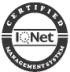 CERTIFIED
IQNet
MANAGEMENT SYSTEM